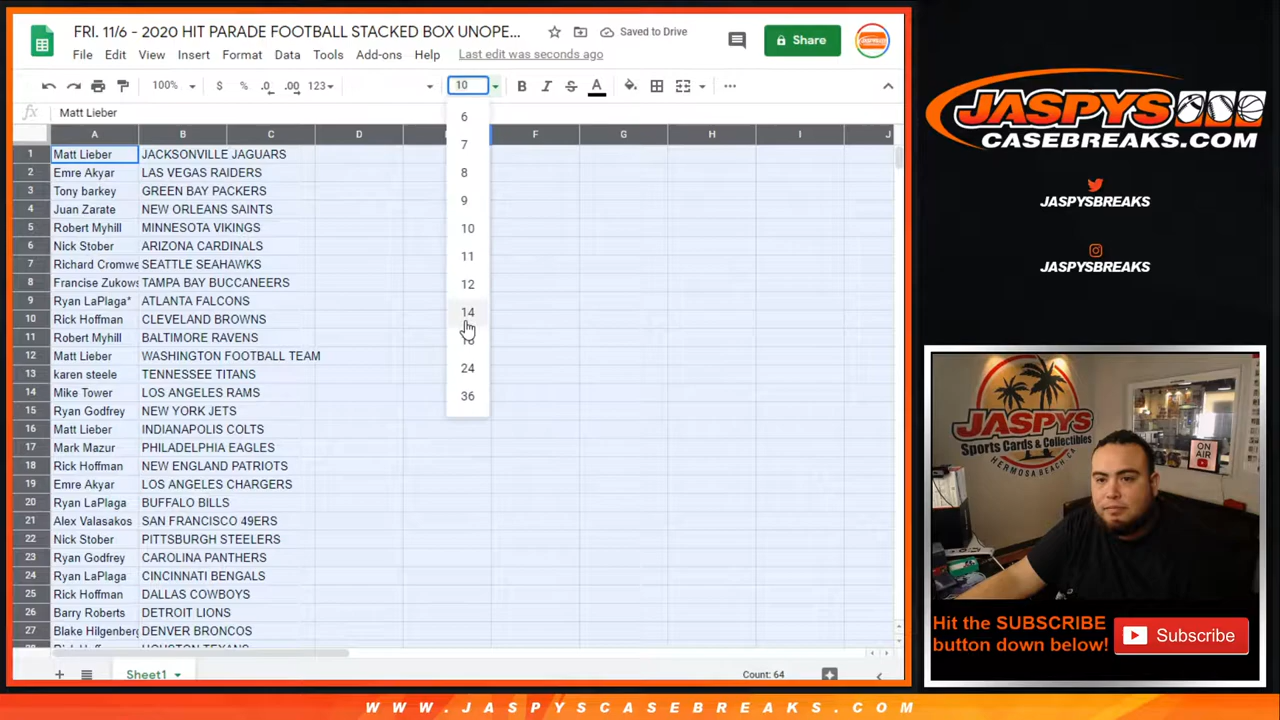 FRI. 11/6 - 2020 HIT PARADE FOOTBALL STACKED BOX UNOPE...
Saved to Drive
Share
File Edit View Insert Format Data Tools Add-ons Help Last edit was seconds ago
100% $ % .0 .00 123 10 B I S A
fx Matt Lieber
A B C D F G H I J
1 Matt Lieber JACKSONVILLE JAGUARS
2 Emre Akyar LAS VEGAS RAIDERS
3 Tony barkey GREEN BAY PACKERS
4 Juan Zarate NEW ORLEANS SAINTS
5 Robert Myhill MINNESOTA VIKINGS
6 Nick Stober ARIZONA CARDINALS
7 Richard Cromwe SEATTLE SEAHAWKS
8 Francise Zukows TAMPA BAY BUCCANEERS
9 Ryan LaPlaga* ATLANTA FALCONS
10 Rick Hoffman CLEVELAND BROWNS
11 Robert Myhill BALTIMORE RAVENS
12 Matt Lieber WASHINGTON FOOTBALL TEAM
13 karen steele TENNESSEE TITANS
14 Mike Tower LOS ANGELES RAMS
15 Ryan Godfrey NEW YORK JETS
16 Matt Lieber INDIANAPOLIS COLTS
17 Mark Mazur PHILADELPHIA EAGLES
18 Rick Hoffman NEW ENGLAND PATRIOTS
19 Emre Akyar LOS ANGELES CHARGERS
20 Ryan LaPlaga BUFFALO BILLS
21 Alex Valasakos SAN FRANCISCO 49ERS
22 Nick Stober PITTSBURGH STEELERS
23 Ryan Godfrey CAROLINA PANTHERS
24 Ryan LaPlaga CINCINNATI BENGALS
25 Rick Hoffman DALLAS COWBOYS
26 Barry Roberts DETROIT LIONS
27 Blake Hilgenberg DENVER BRONCOS
6
7
8
9
10
11
12
14
24
36
Sheet1
Count: 64
JASPYS
CASEBREAKS.COM
JASPYSBREAKS
JASPYSBREAKS
JASPYS
Sports Cards & Collectibles
HERMOSA BEACH CA
ON
AIR
Hit the SUBSCRIBE
button down below!
Subscribe
WWW.JASPYSCASEBREAKS.COM